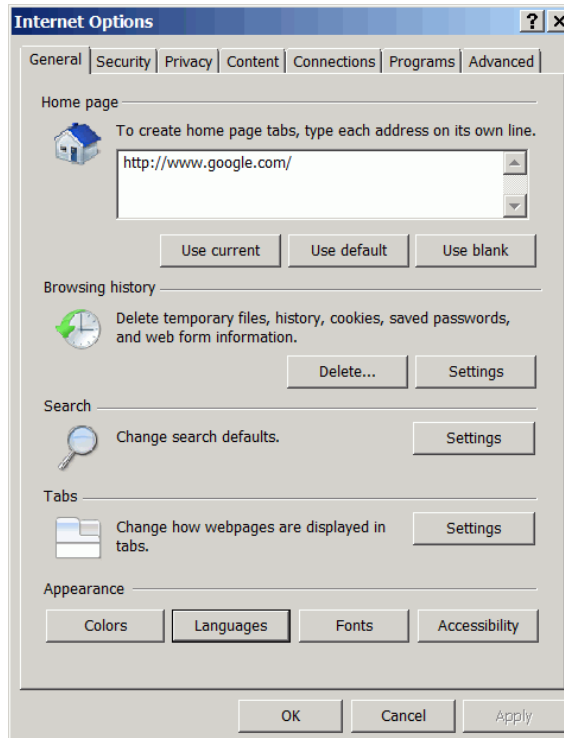 Internet Options
General Security Privacy Content Connections Programs Advanced
Home page
To create home page tabs, type each address on its own line.
http://www.google.com/
Use current Use default Use blank
Browsing history
Delete temporary files, history, cookies, saved passwords,
and web form information.
Delete... Settings
Search
Change search defaults.
Settings
Tabs
Change how webpages are displayed in
tabs.
Settings
Appearance
Colors Languages Fonts Accessibility
OK Cancel Apply